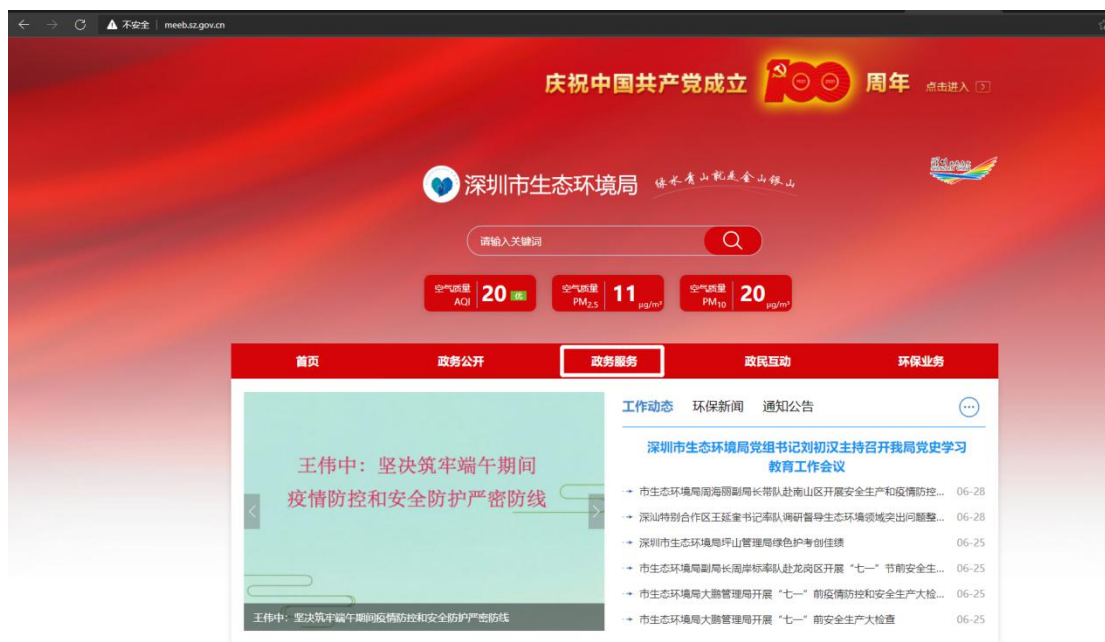 不安全 | meeb.sz.gov.cn
庆祝中国共产党成立 100 周年 点击进入
深圳市生态环境局 绿水青山就是金山银山
请输入关键词
空气质量 AQI 20 优
空气质量 PM2.5 11 μg/m³
空气质量 PM10 20 μg/m³
首页 政务公开 政务服务 政民互动 环保业务
工作动态 环保新闻 通知公告
深圳市生态环境局党组书记刘初汉主持召开我局党史学习
教育工作会议
市生态环境局周海丽副局长带队赴南山区开展安全生产和疫情防控... 06-28
深汕特别合作区王延奎书记率队调研督导生态环境领域突出问题整... 06-28
深圳市生态环境局坪山管理局绿色护考创佳绩 06-25
市生态环境局副局长周岸标率队赴龙岗区开展“七一”节前安全生... 06-25
市生态环境局大鹏管理局开展“七一”前疫情防控和安全生产大检... 06-25
市生态环境局大鹏管理局开展“七一”前安全生产大检查 06-25
王伟中：坚决筑牢端午期间
疫情防控和安全防护严密防线
王伟中：坚决筑牢端午期间疫情防控和安全防护严密防线